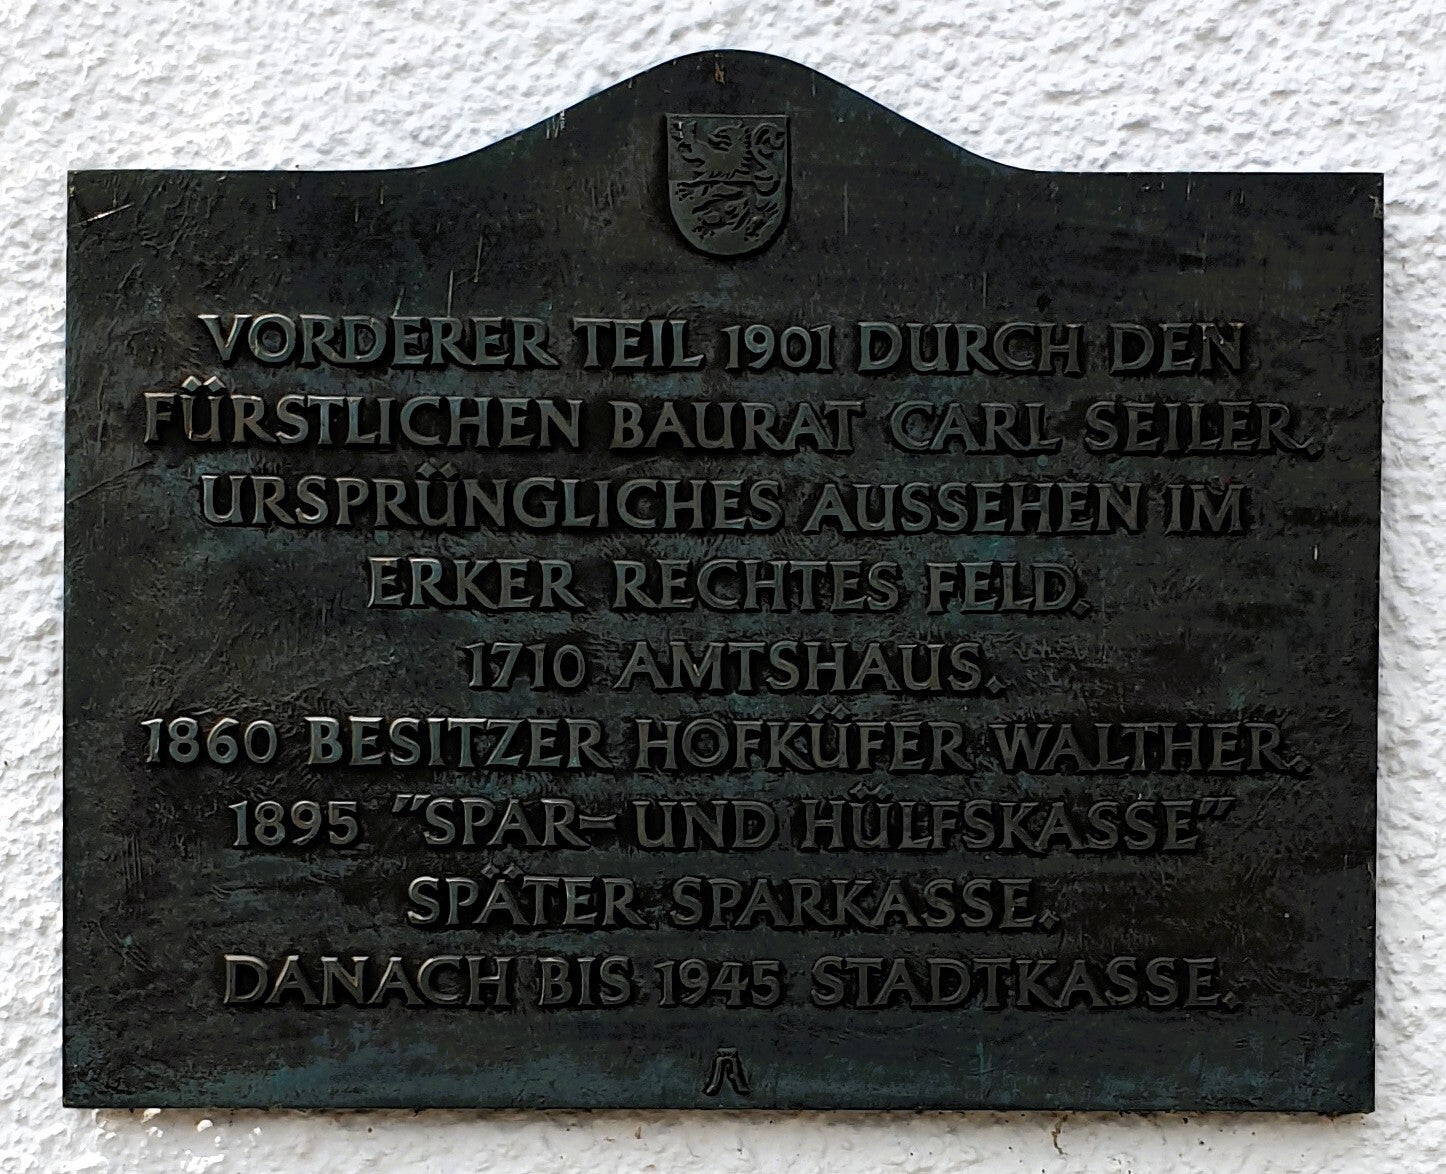 VORDERER TEIL 1901 DURCH DEN
FÜRSTLICHEN BAURAT CARL SEILER.
URSPRÜNGLICHES AUSSEHEN IM
ERKER RECHTES FELD.
1710 AMTSHAUS.
1860 BESITZER HOFKÜFER WALTHER.
1895 "SPAR- UND HÜLFSKASSE"
SPÄTER SPARKASSE.
DANACH BIS 1945 STADTKASSE.